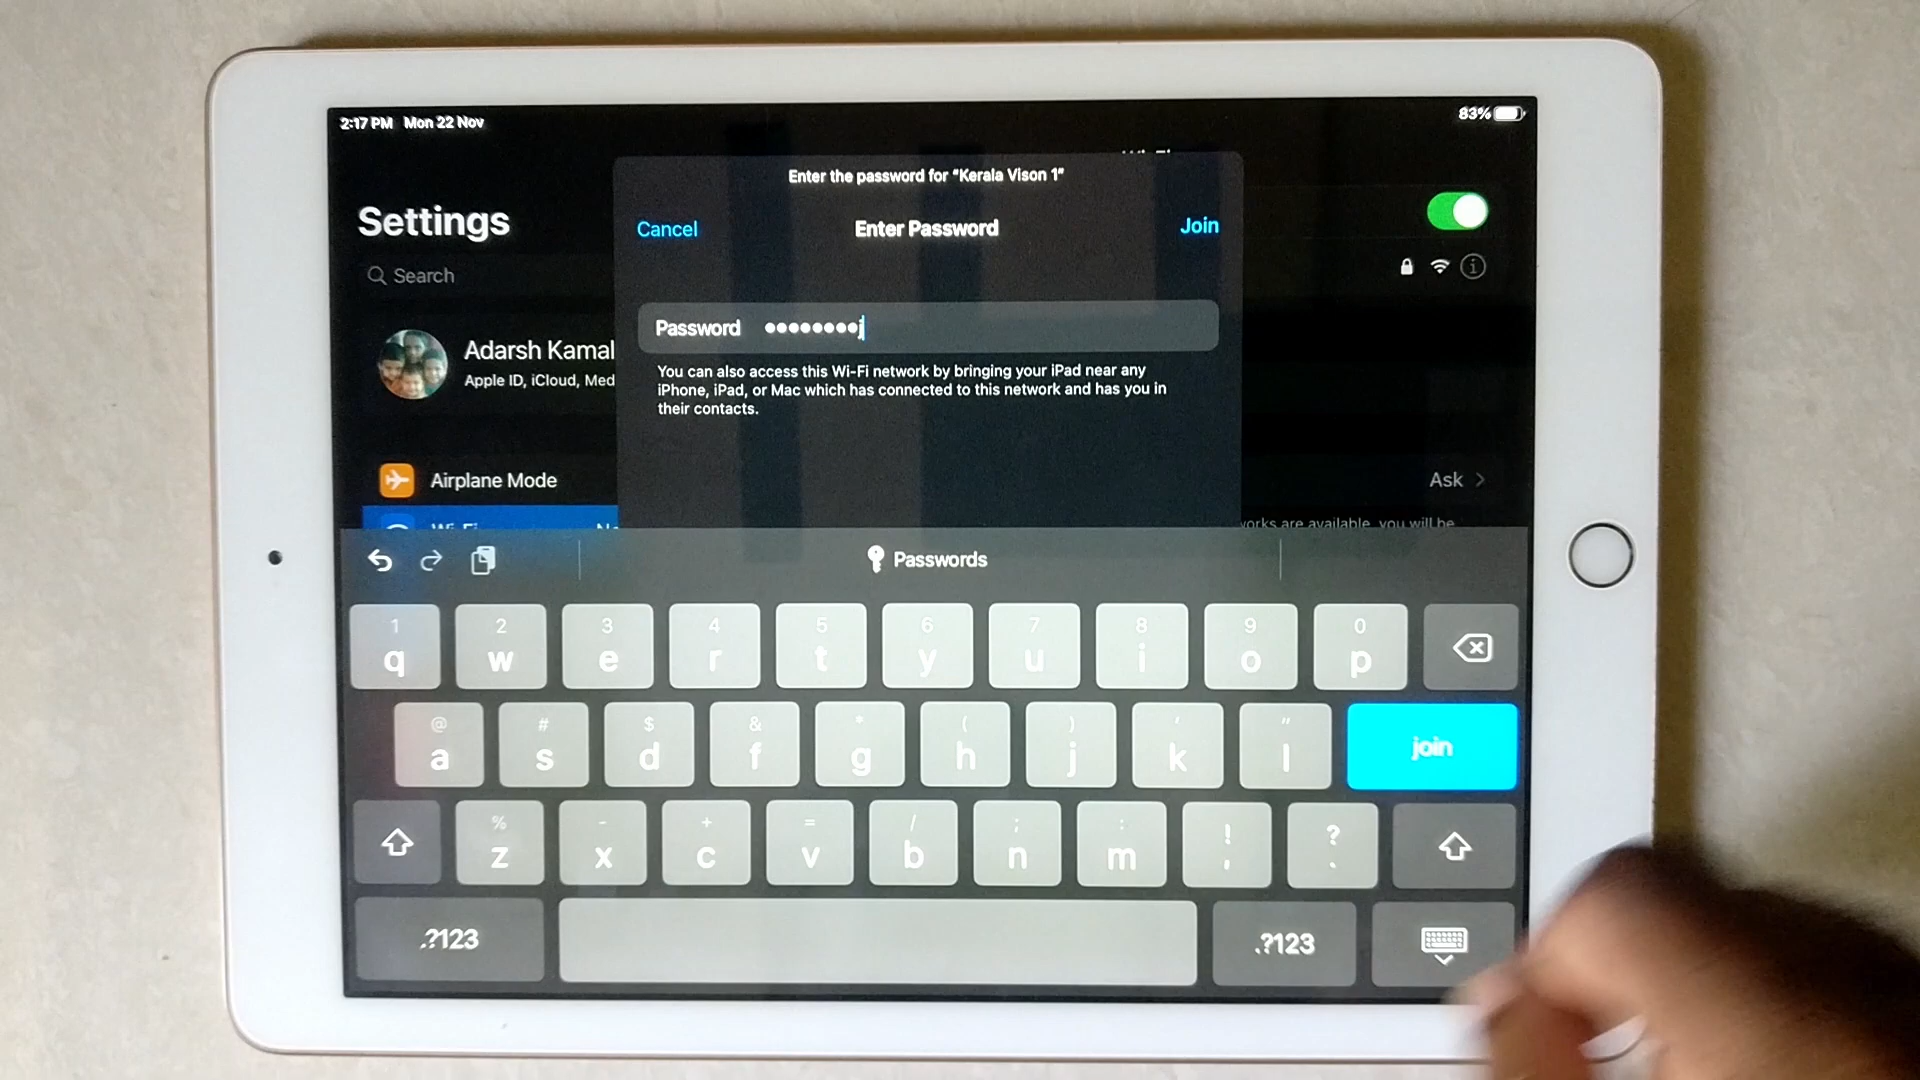 2:17 PM Mon 22 Nov
83%
Enter the password for “Kerala Vison 1”
Cancel
Enter Password
Join
Settings
Search
Password ••••••••j
You can also access this Wi-Fi network by bringing your iPad near any
iPhone, iPad, or Mac which has connected to this network and has you in
their contacts.
Adarsh Kamal
Apple ID, iCloud, Med
Airplane Mode
Ask
Wi-Fi
works are available, you will be
Passwords
1 2 3 4 5 6 7 8 9 0
q w e r t y u i o p
@ # $ & * ( ) ' "
a s d f g h j k l
join
% - + = / ; : ! ?
z x c v b n m , .
.?123
.?123